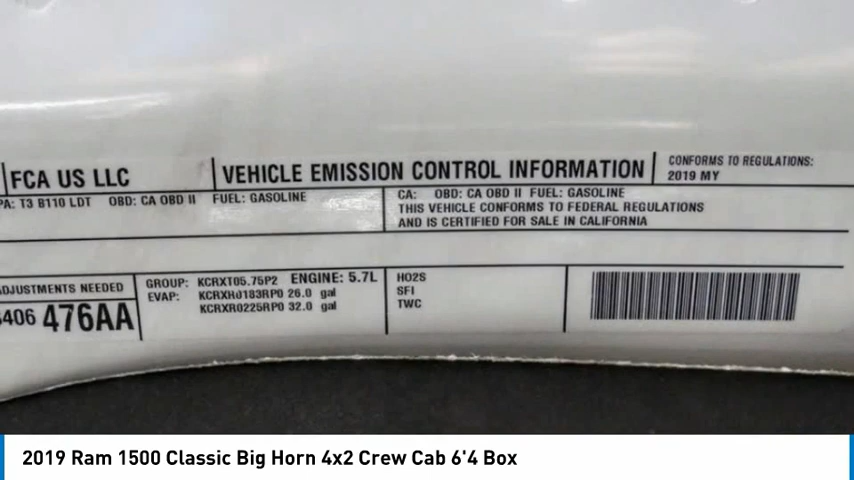 FCA US LLC
VEHICLE EMISSION CONTROL INFORMATION
CONFORMS TO REGULATIONS:
2019 MY
PA: T3 B110 LDT OBD: CA OBD II FUEL: GASOLINE
CA: OBD: CA OBD II FUEL: GASOLINE
THIS VEHICLE CONFORMS TO FEDERAL REGULATIONS
AND IS CERTIFIED FOR SALE IN CALIFORNIA
ADJUSTMENTS NEEDED
6406 476AA
GROUP: KCRXT05.75P2 ENGINE: 5.7L
EVAP: KCRXR0183RP0 26.0 gal
KCRXR0225RP0 32.0 gal
HO2S
SFI
TWC
2019 Ram 1500 Classic Big Horn 4x2 Crew Cab 6'4 Box